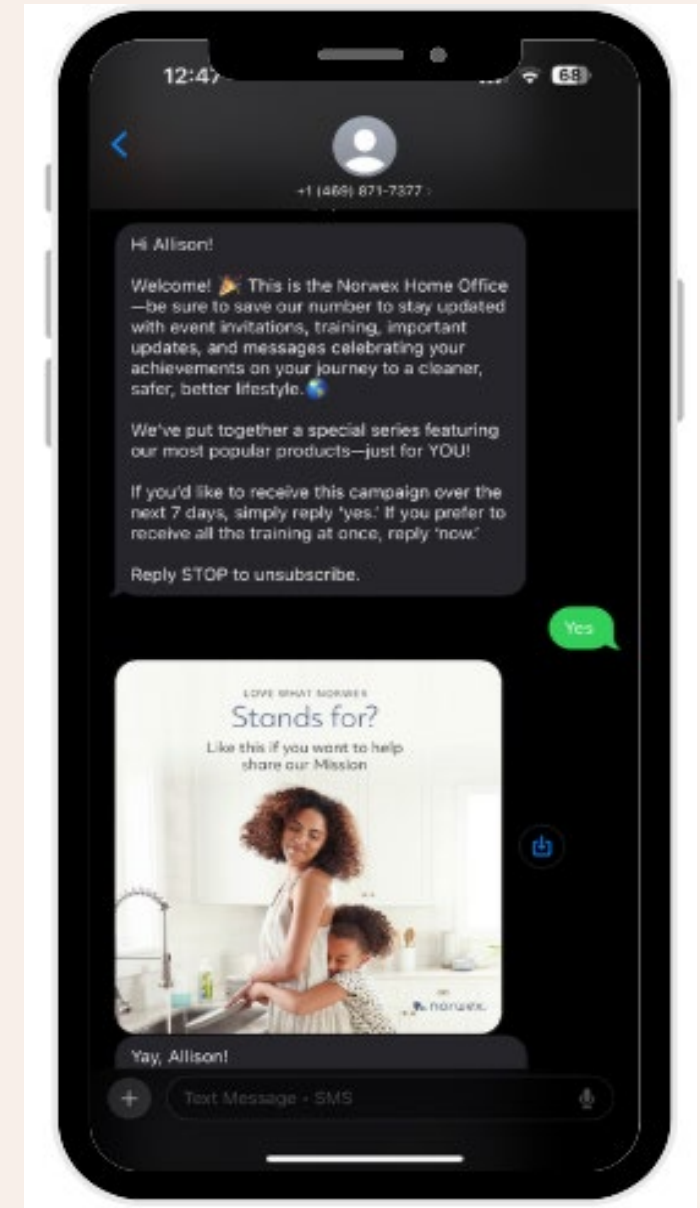 12:47
68
+1 (469) 871-7377 ›
Hi Allison!
Welcome! 🎉 This is the Norwex Home Office
—be sure to save our number to stay updated
with event invitations, training, important
updates, and messages celebrating your
achievements on your journey to a cleaner,
safer, better lifestyle.🌎
We've put together a special series featuring
our most popular products—just for YOU!
If you'd like to receive this campaign over the
next 7 days, simply reply 'yes.' If you prefer to
receive all the training at once, reply 'now.'
Reply STOP to unsubscribe.
Yes
LOVE WHAT NORWEX
Stands for?
Like this if you want to help
share our Mission
norwex.
Yay, Allison!
Text Message • SMS